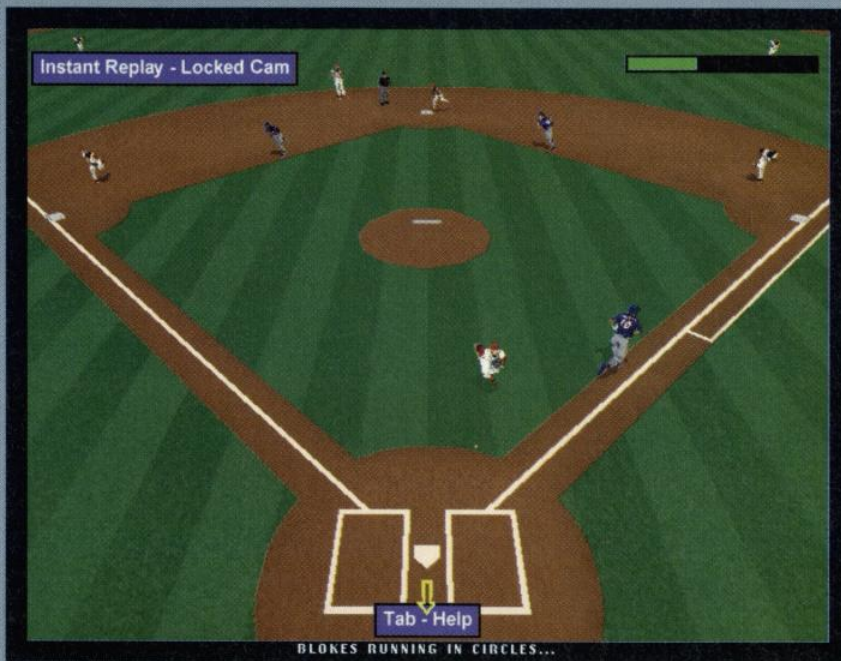 Instant Replay - Locked Cam
Tab - Help
BLOKES RUNNING IN CIRCLES...